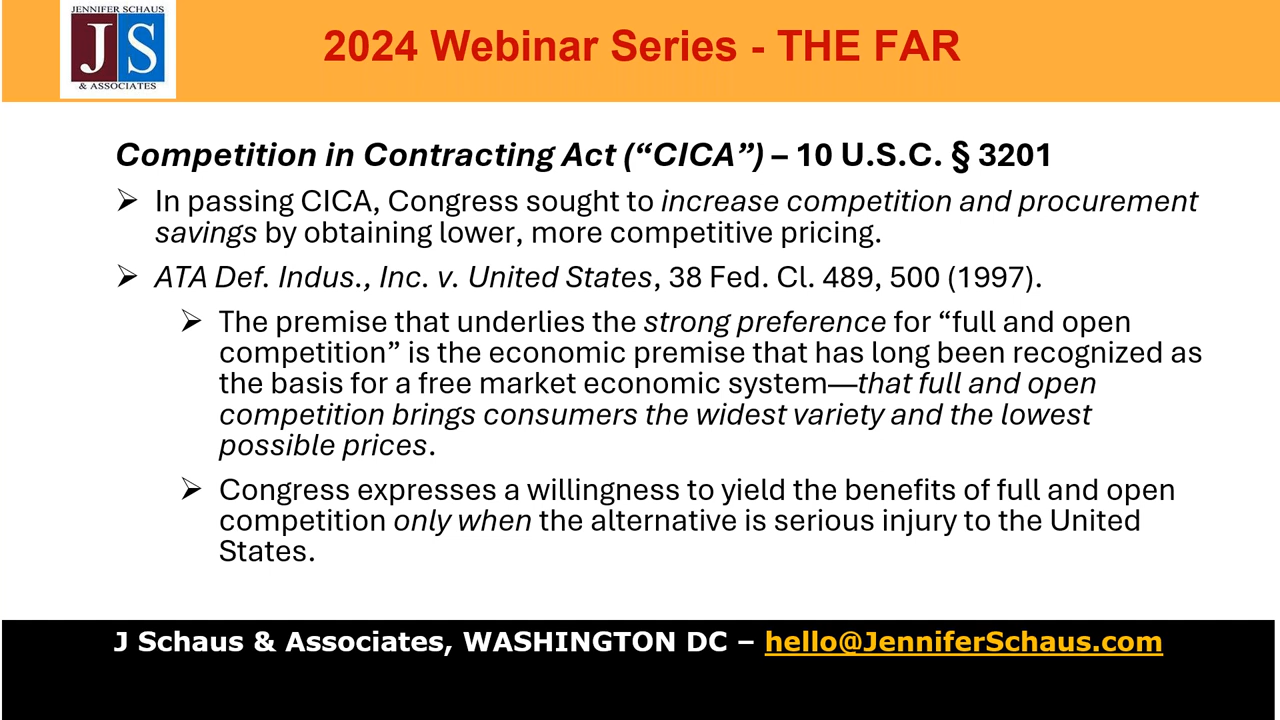 JENNIFER SCHAUS
JS
& ASSOCIATES
2024 Webinar Series - THE FAR
Competition in Contracting Act (“CICA”) – 10 U.S.C. § 3201
➢ In passing CICA, Congress sought to increase competition and procurement
savings by obtaining lower, more competitive pricing.
➢ ATA Def. Indus., Inc. v. United States, 38 Fed. Cl. 489, 500 (1997).
➢ The premise that underlies the strong preference for “full and open
competition” is the economic premise that has long been recognized as
the basis for a free market economic system—that full and open
competition brings consumers the widest variety and the lowest
possible prices.
➢ Congress expresses a willingness to yield the benefits of full and open
competition only when the alternative is serious injury to the United
States.
J Schaus & Associates, WASHINGTON DC – hello@JenniferSchaus.com